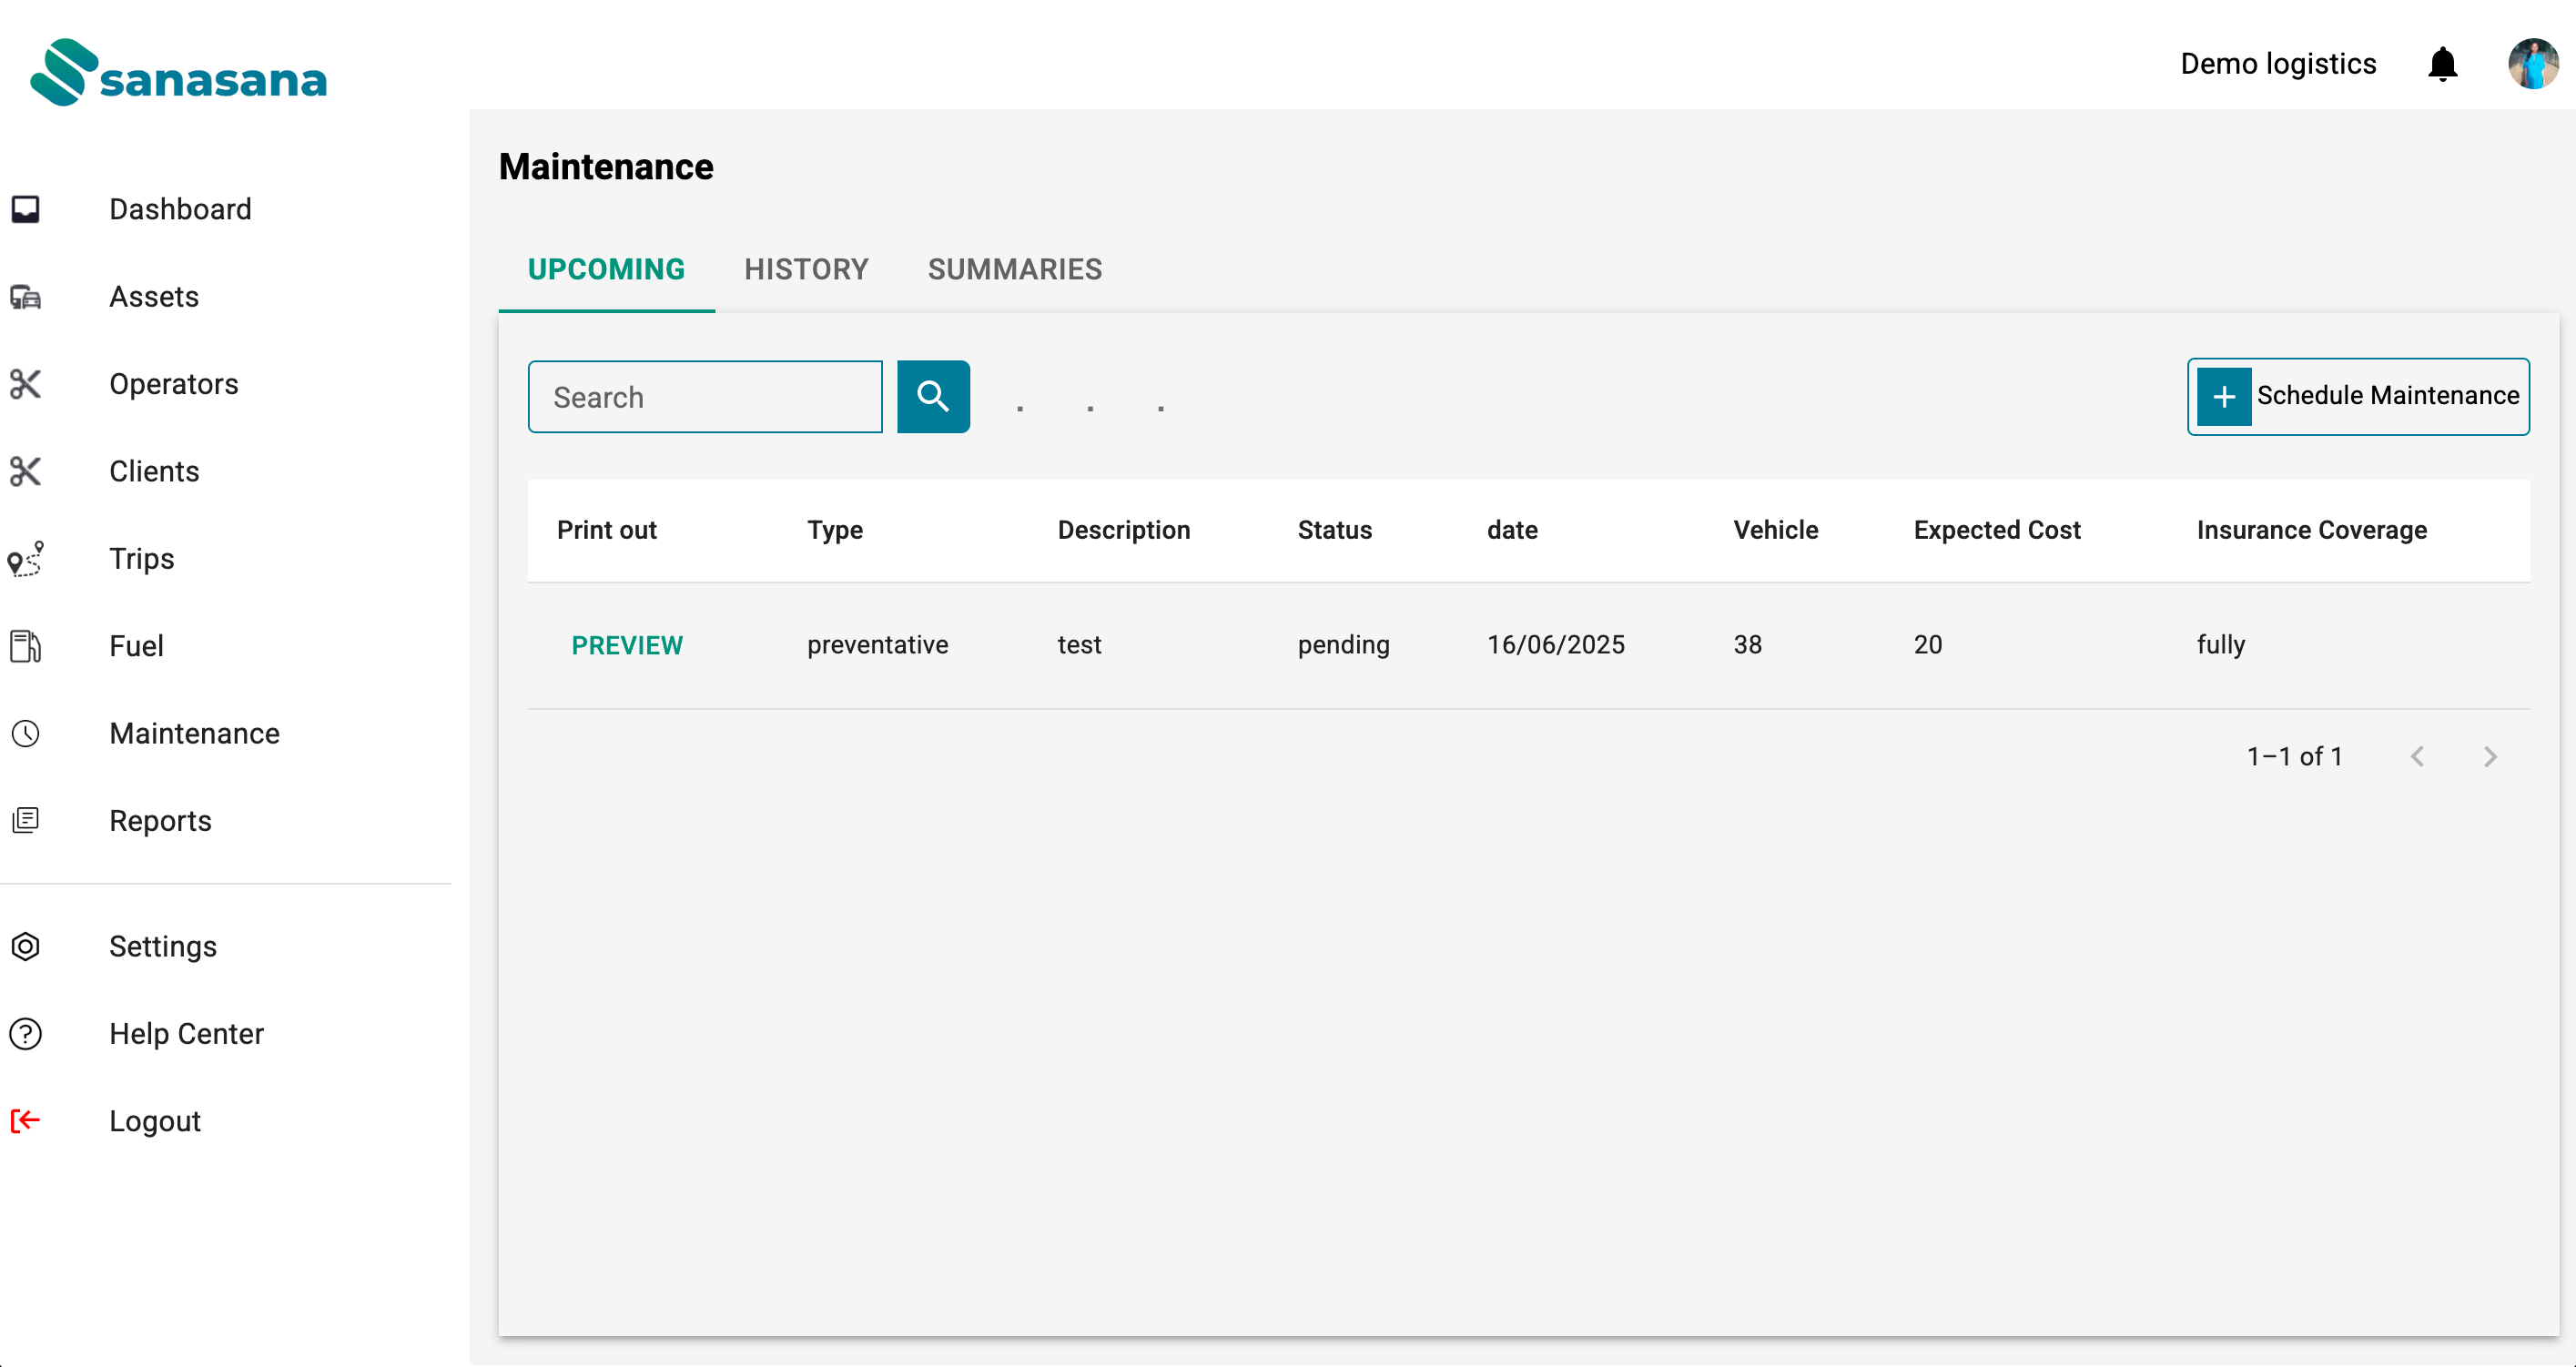 sanasana
Demo logistics
Dashboard
Assets
Operators
Clients
Trips
Fuel
Maintenance
Reports
Settings
Help Center
Logout
Maintenance
UPCOMING HISTORY SUMMARIES
Search . . . + Schedule Maintenance
Print out Type Description Status date Vehicle Expected Cost Insurance Coverage
PREVIEW preventative test pending 16/06/2025 38 20 fully
1–1 of 1